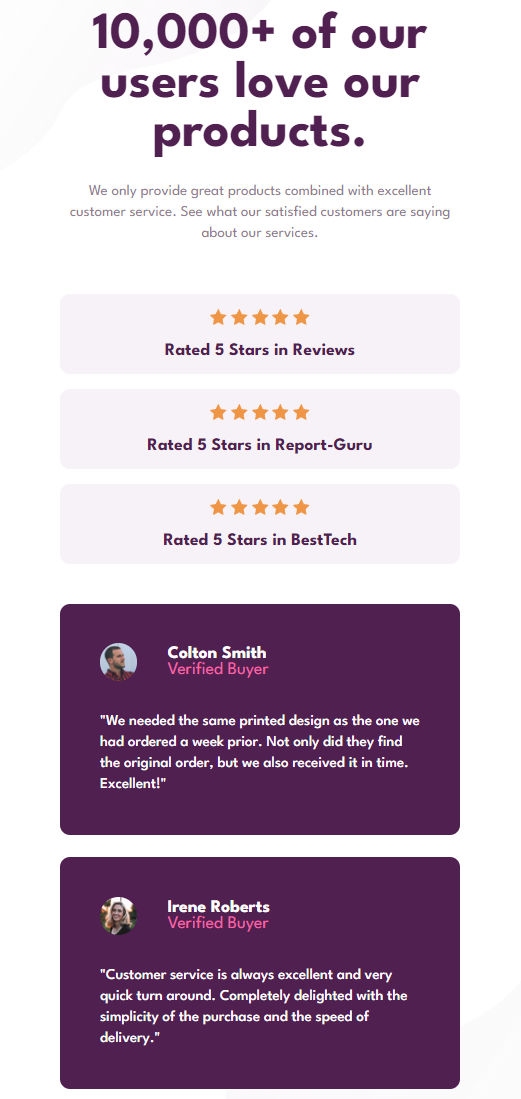 10,000+ of our
users love our
products.
We only provide great products combined with excellent
customer service. See what our satisfied customers are saying
about our services.
Rated 5 Stars in Reviews
Rated 5 Stars in Report-Guru
Rated 5 Stars in BestTech
Colton Smith
Verified Buyer
"We needed the same printed design as the one we
had ordered a week prior. Not only did they find
the original order, but we also received it in time.
Excellent!"
Irene Roberts
Verified Buyer
"Customer service is always excellent and very
quick turn around. Completely delighted with the
simplicity of the purchase and the speed of
delivery."